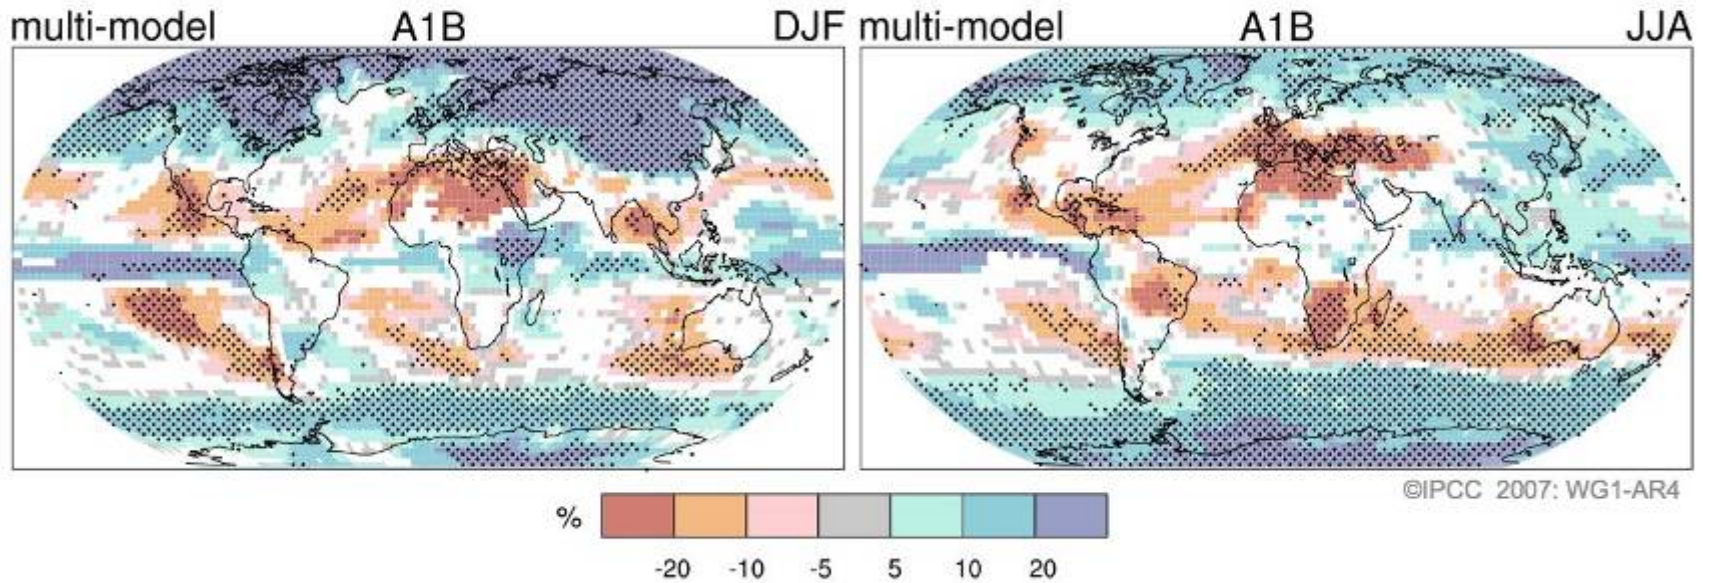 multi-model A1B DJF multi-model A1B JJA
©IPCC 2007: WG1-AR4
%
-20 -10 -5 5 10 20